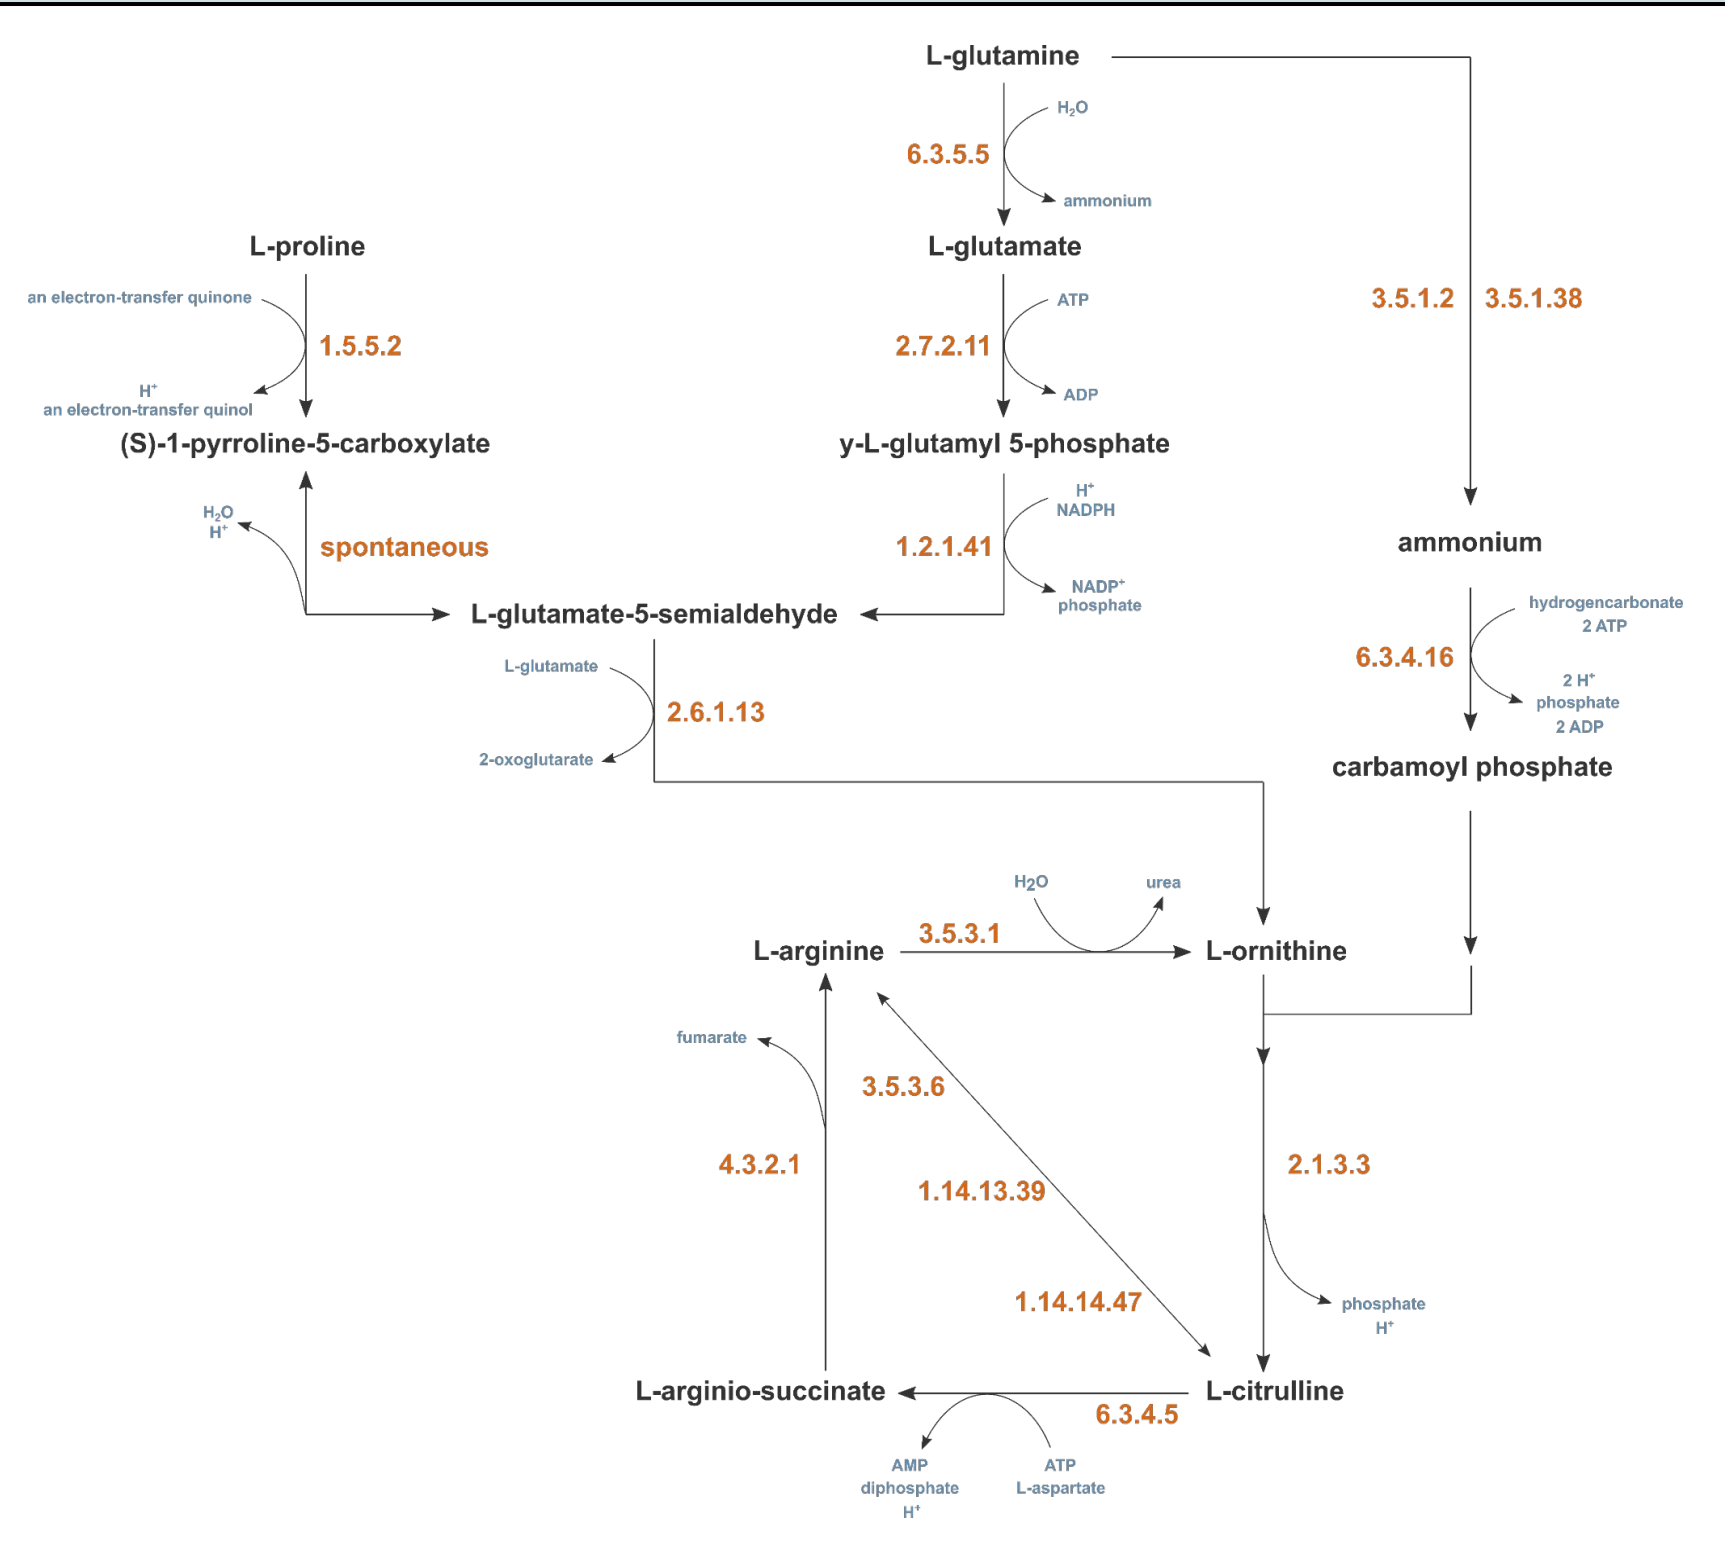 L-glutamine
H₂O
6.3.5.5
ammonium
L-proline
L-glutamate
an electron-transfer quinone
ATP
3.5.1.2
3.5.1.38
1.5.5.2
2.7.2.11
H⁺
an electron-transfer quinol
ADP
(S)-1-pyrroline-5-carboxylate
y-L-glutamyl 5-phosphate
H⁺
NADPH
H₂O
H⁺
spontaneous
1.2.1.41
ammonium
NADP⁺
phosphate
L-glutamate-5-semialdehyde
hydrogencarbonate
2 ATP
L-glutamate
6.3.4.16
2 H⁺
phosphate
2 ADP
2.6.1.13
2-oxoglutarate
carbamoyl phosphate
H2O
urea
3.5.3.1
L-arginine
L-ornithine
fumarate
3.5.3.6
4.3.2.1
2.1.3.3
1.14.13.39
1.14.14.47
phosphate
H⁺
L-arginio-succinate
L-citrulline
6.3.4.5
AMP
diphosphate
H⁺
ATP
L-aspartate